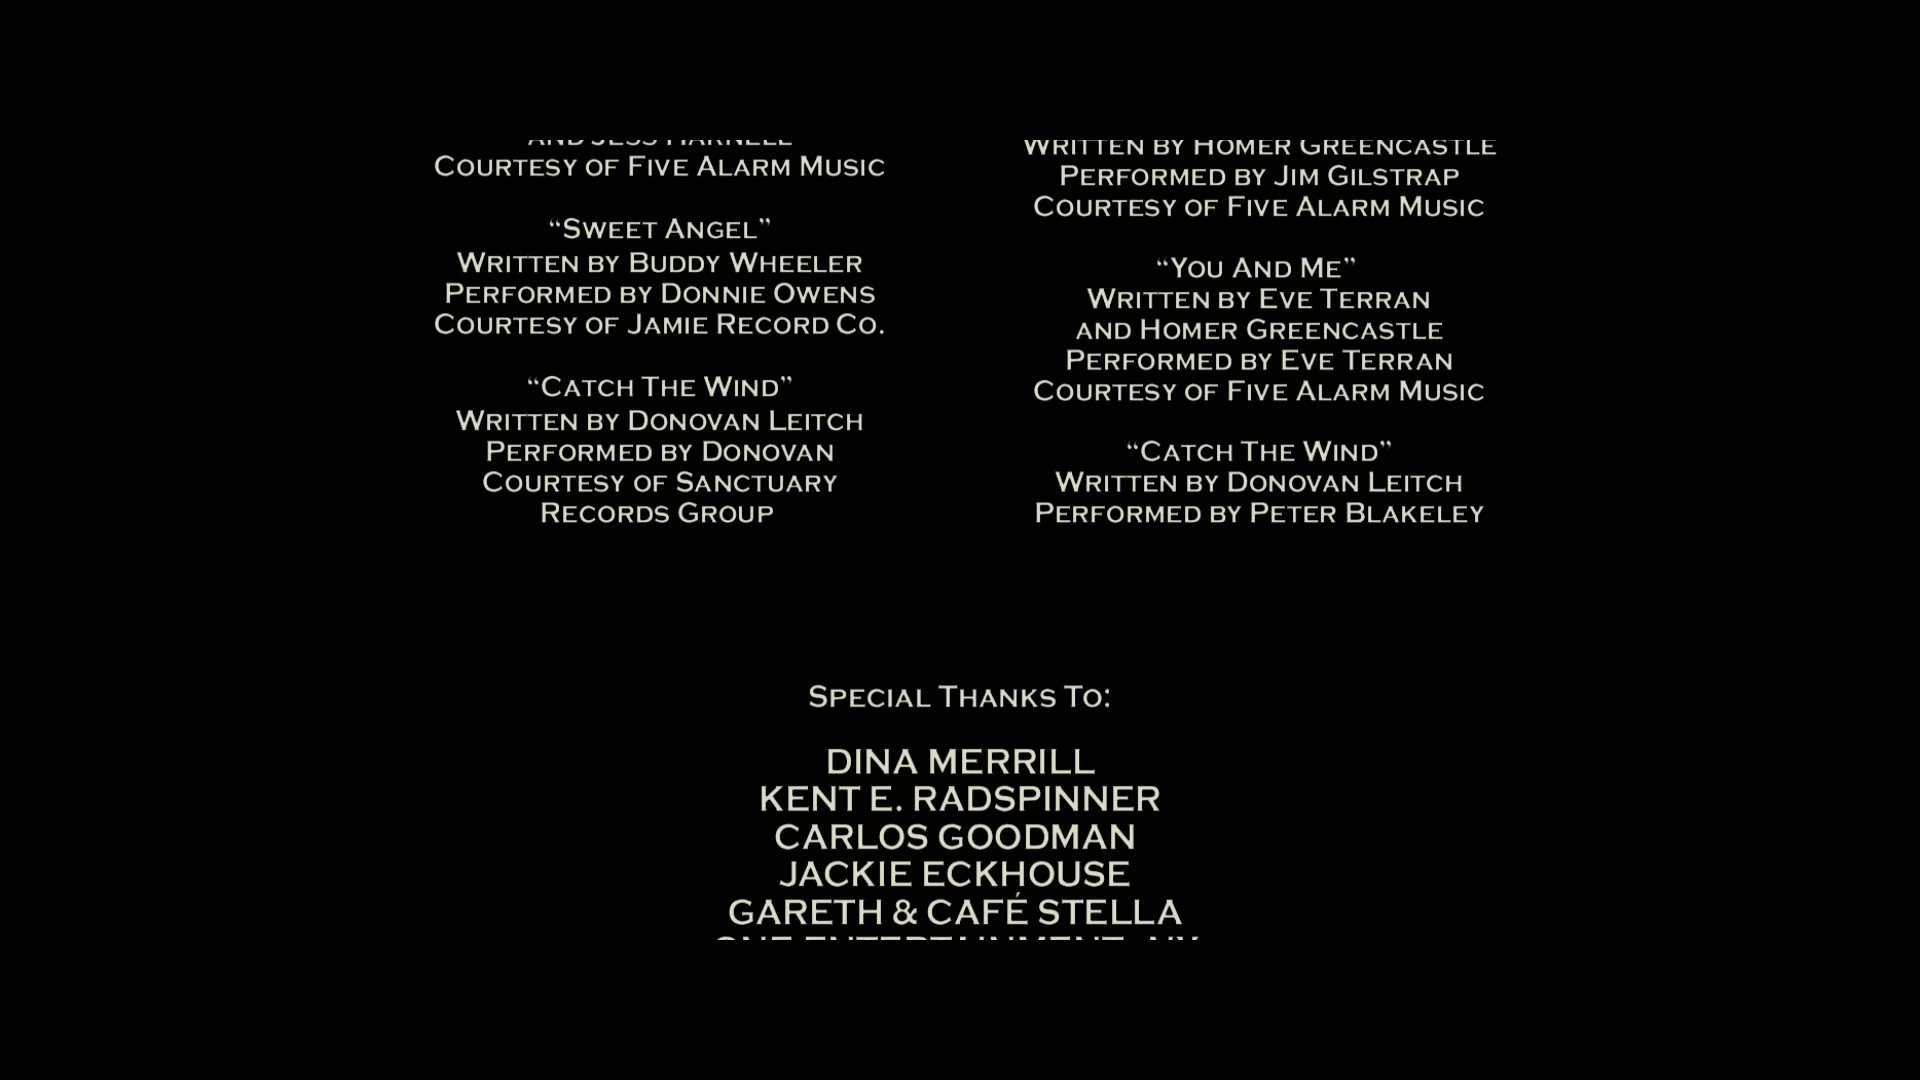 AND JESS HARNELL
COURTESY OF FIVE ALARM MUSIC
“SWEET ANGEL”
WRITTEN BY BUDDY WHEELER
PERFORMED BY DONNIE OWENS
COURTESY OF JAMIE RECORD CO.
“CATCH THE WIND”
WRITTEN BY DONOVAN LEITCH
PERFORMED BY DONOVAN
COURTESY OF SANCTUARY
RECORDS GROUP
WRITTEN BY HOMER GREENCASTLE
PERFORMED BY JIM GILSTRAP
COURTESY OF FIVE ALARM MUSIC
“YOU AND ME”
WRITTEN BY EVE TERRAN
AND HOMER GREENCASTLE
PERFORMED BY EVE TERRAN
COURTESY OF FIVE ALARM MUSIC
“CATCH THE WIND”
WRITTEN BY DONOVAN LEITCH
PERFORMED BY PETER BLAKELEY
SPECIAL THANKS TO:
DINA MERRILL
KENT E. RADSPINNER
CARLOS GOODMAN
JACKIE ECKHOUSE
GARETH & CAFÉ STELLA